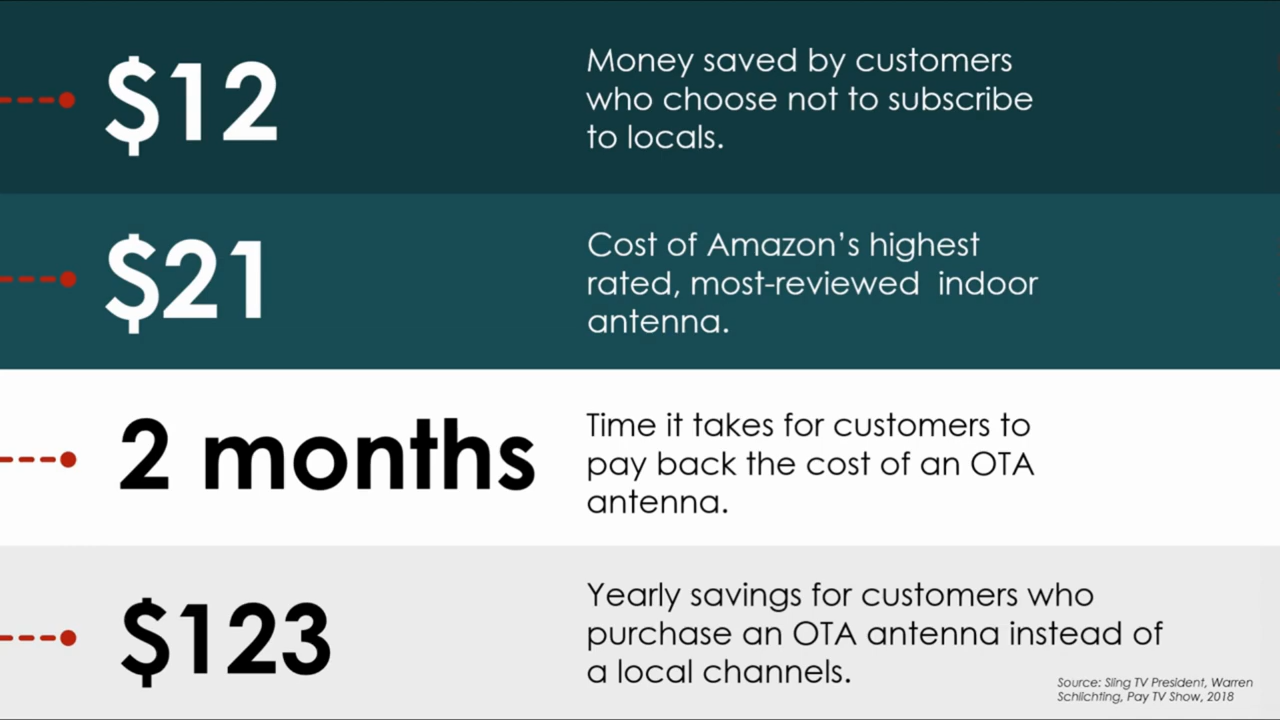 $12
Money saved by customers
who choose not to subscribe
to locals.
$21
Cost of Amazon’s highest
rated, most-reviewed indoor
antenna.
2 months
Time it takes for customers to
pay back the cost of an OTA
antenna.
$123
Yearly savings for customers who
purchase an OTA antenna instead of
a local channels.
Source: Sling TV President, Warren
Schlichting, Pay TV Show, 2018